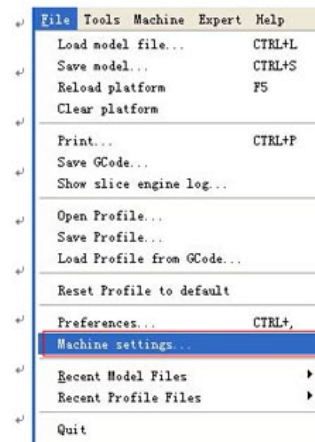 File Tools Machine Expert Help
Load model file... CTRL+L
Save model... CTRL+S
Reload platform F5
Clear platform
Print... CTRL+P
Save GCode...
Show slice engine log...
Open Profile...
Save Profile...
Load Profile from GCode...
Reset Profile to default
Preferences... CTRL+,
Machine settings...
Recent Model Files
Recent Profile Files
Quit